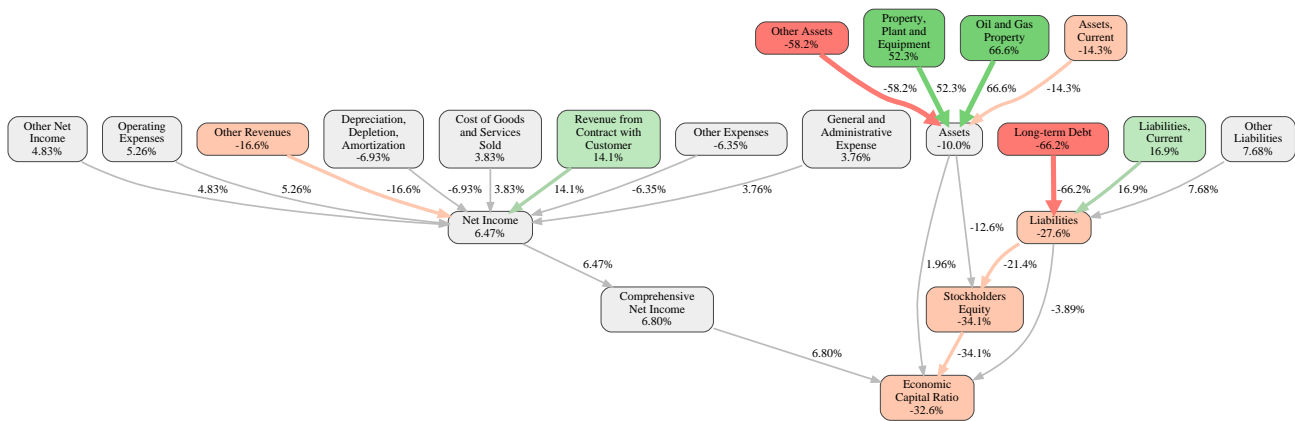 Other Assets
-58.2%
Property,
Plant and
Equipment
52.3%
Oil and Gas
Property
66.6%
Assets,
Current
-14.3%
-58.2%
52.3%
66.6%
-14.3%
Other Net
Income
4.83%
Operating
Expenses
5.26%
Other Revenues
-16.6%
Depreciation,
Depletion,
Amortization
-6.93%
Cost of Goods
and Services
Sold
3.83%
Revenue from
Contract with
Customer
14.1%
Other Expenses
-6.35%
General and
Administrative
Expense
3.76%
Assets
-10.0%
Long-term Debt
-66.2%
Liabilities,
Current
16.9%
Other
Liabilities
7.68%
4.83%
5.26%
-16.6%
-6.93%
3.83%
14.1%
-6.35%
3.76%
-66.2%
16.9%
7.68%
Net Income
6.47%
Liabilities
-27.6%
-12.6%
6.47%
1.96%
-21.4%
Comprehensive
Net Income
6.80%
Stockholders
Equity
-34.1%
-3.89%
6.80%
-34.1%
Economic
Capital Ratio
-32.6%